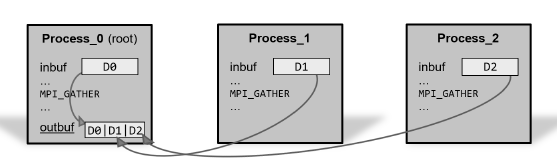 Process_0 (root)
inbuf D0
...
MPI_GATHER
...
outbuf D0 D1 D2
Process_1
inbuf D1
...
MPI_GATHER
...
Process_2
inbuf D2
...
MPI_GATHER
...